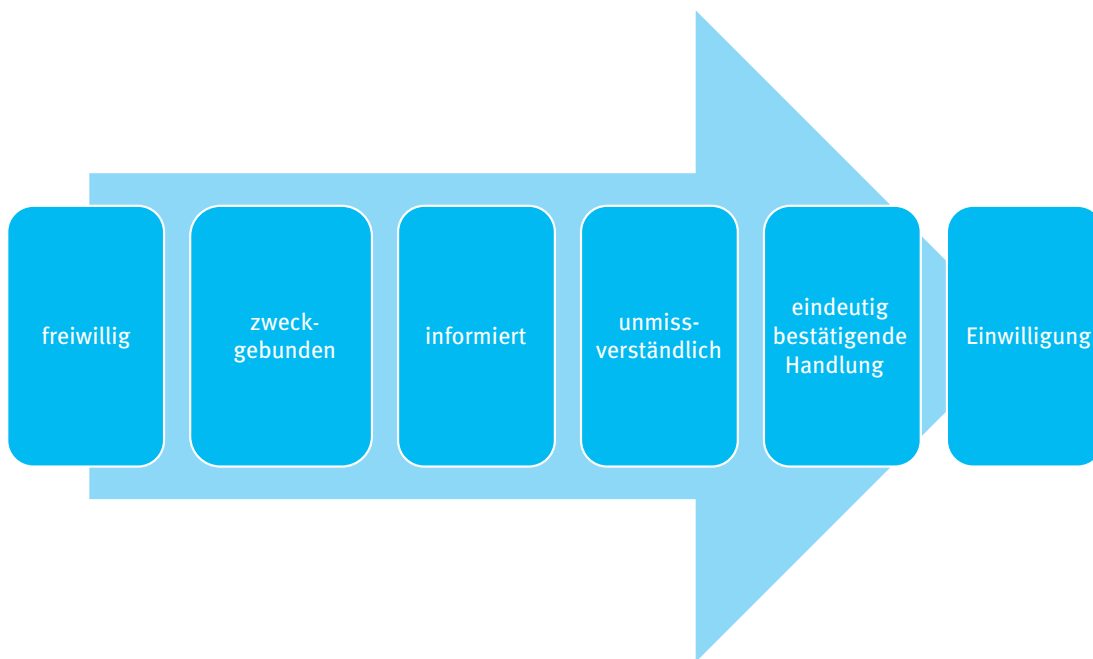 freiwillig
zweck-
gebunden
informiert
unmiss-
verständlich
eindeutig
bestätigende
Handlung
Einwilligung